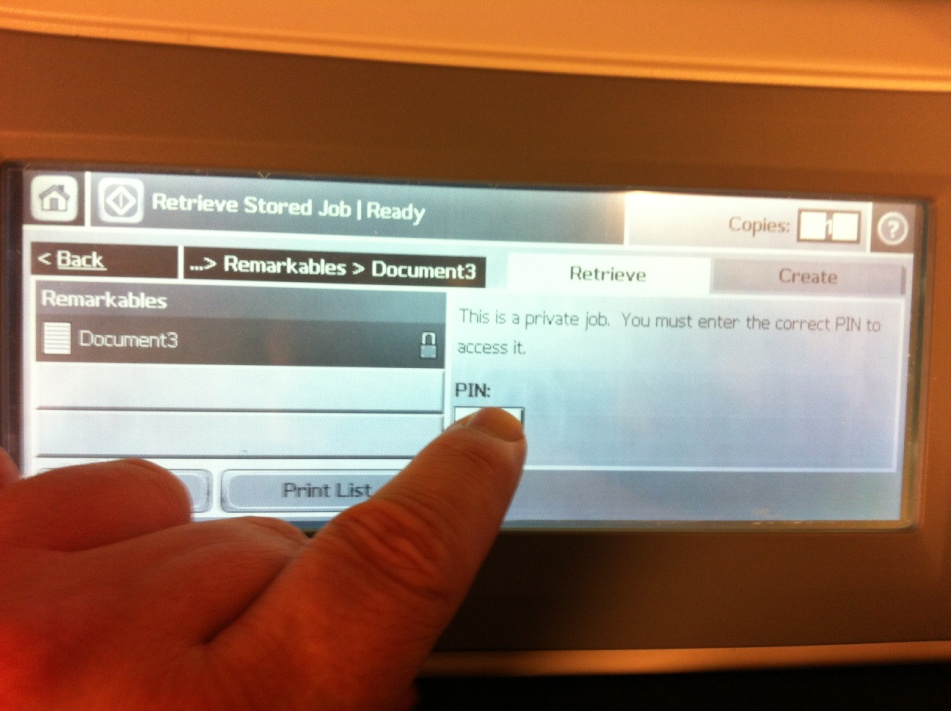 Retrieve Stored Job | Ready
Copies: 1
?
< Back
...> Remarkables > Document3
Retrieve
Create
Remarkables
Document3
This is a private job. You must enter the correct PIN to
access it.
PIN:
Print List